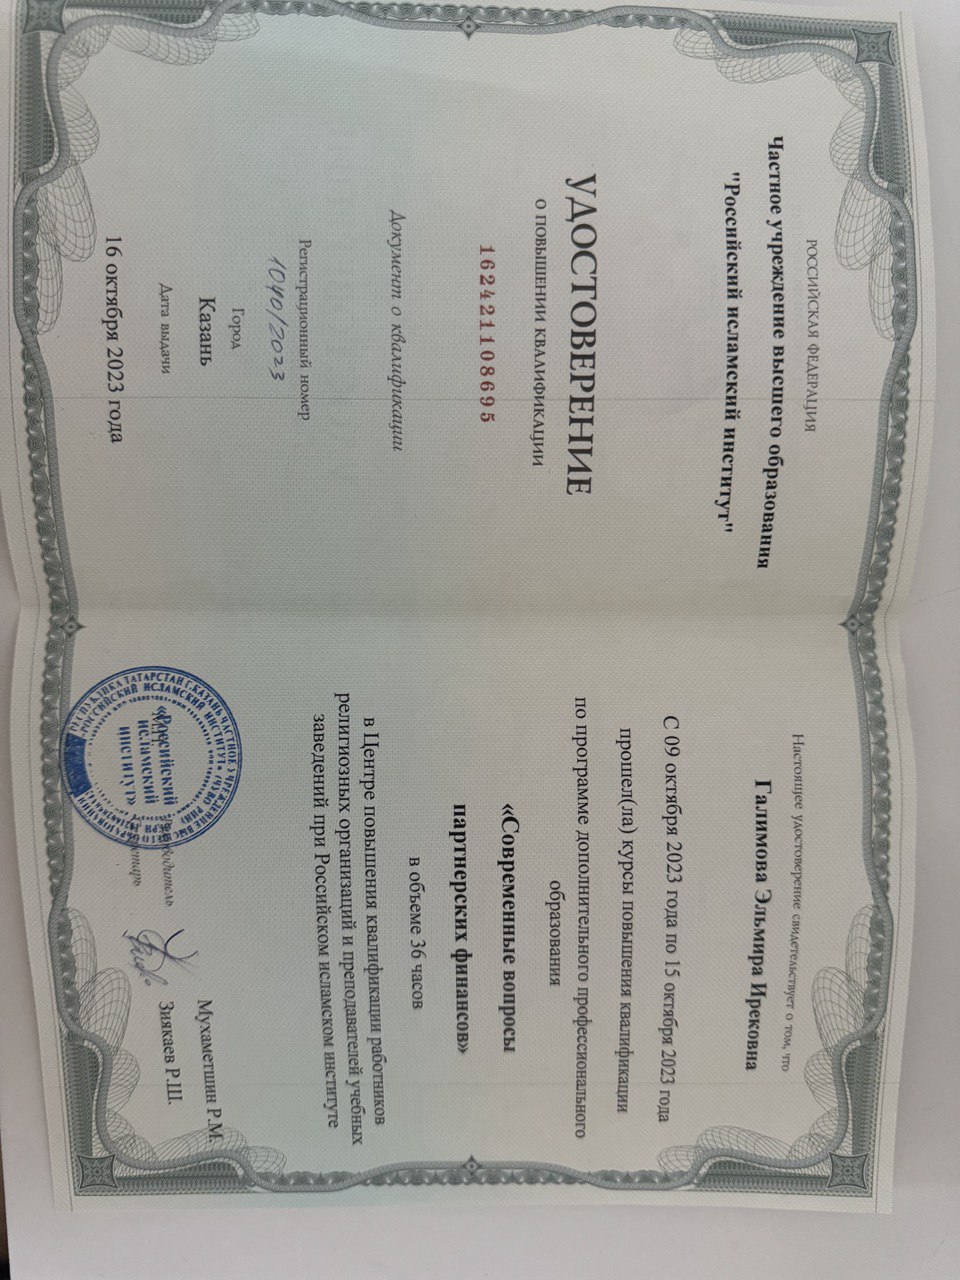 РОССИЙСКАЯ ФЕДЕРАЦИЯ
Частное учреждение высшего образования
"Российский исламский институт"
УДОСТОВЕРЕНИЕ
О ПОВЫШЕНИИ КВАЛИФИКАЦИИ
162421108695
Документ о квалификации
Регистрационный номер
1040/2023
Город
Казань
Дата выдачи
16 октября 2023 года
Настоящее удостоверение свидетельствует о том, что
Галимова Эльмира Ирековна
С 09 октября 2023 года по 15 октября 2023 года
прошел(ла) курсы повышения квалификации
по программе дополнительного профессионального
образования
«Современные вопросы
партнерских финансов»
в объеме 36 часов
в Центре повышения квалификации работников
религиозных организаций и преподавателей учебных
заведений при Российском исламском институте
Мухаметшин Р.М.
Зиякаев Р.Ш.
«Российский
исламский
институт»